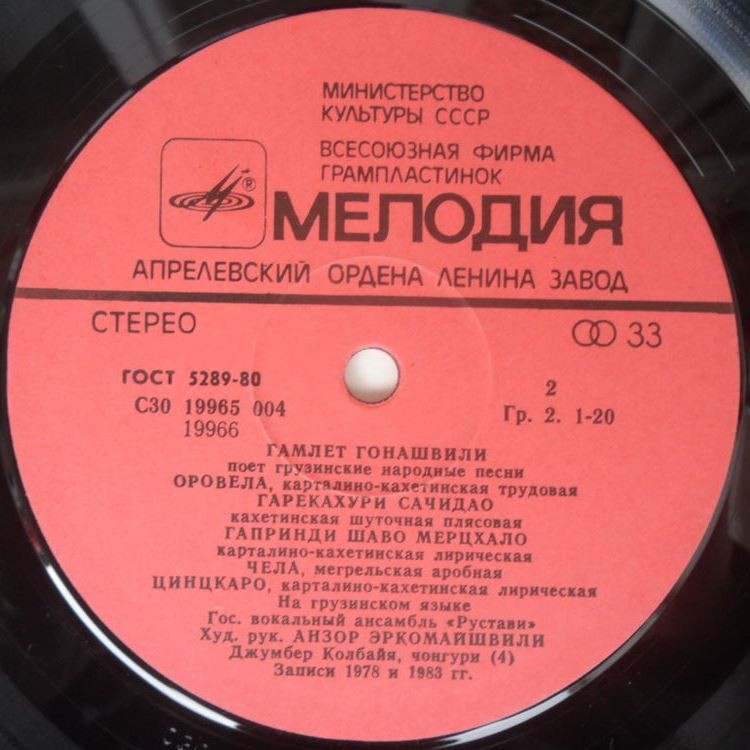 МИНИСТЕРСТВО
КУЛЬТУРЫ СССР
ВСЕСОЮЗНАЯ ФИРМА
ГРАМПЛАСТИНОК
®
МЕЛОДИЯ
АПРЕЛЕВСКИЙ ОРДЕНА ЛЕНИНА ЗАВОД
СТЕРЕО 33
ГОСТ 5289-80 2
С30 19965 004 Гр. 2. 1-20
19966
ГАМЛЕТ ГОНАШВИЛИ
поет грузинские народные песни
ОРОВЕЛА, карталино-кахетинская трудовая
ГАРЕКАХУРИ САЧИДАО
кахетинская шуточная плясовая
ГАПРИНДИ ШАВО МЕРЦХАЛО
карталино-кахетинская лирическая
ЧЕЛА, мегрельская аробная
ЦИНЦКАРО, карталино-кахетинская лирическая
На грузинском языке
Гос. вокальный ансамбль «Рустави»
Худ. рук. АНЗОР ЭРКОМАЙШВИЛИ
Джумбер Колбайя, чонгури (4)
Записи 1978 и 1983 гг.